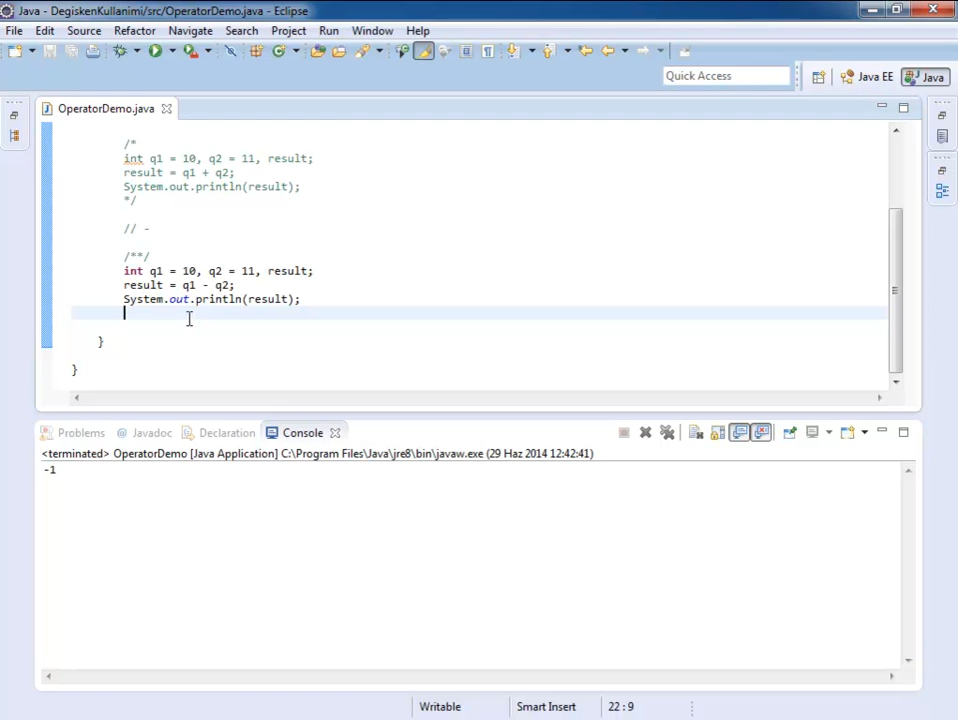 Java - DegiskenKullanimi/src/OperatorDemo.java - Eclipse
File Edit Source Refactor Navigate Search Project Run Window Help
Quick Access
Java EE
Java
OperatorDemo.java
/*
int q1 = 10, q2 = 11, result;
result = q1 + q2;
System.out.println(result);
*/
// -
/**/
int q1 = 10, q2 = 11, result;
result = q1 - q2;
System.out.println(result);
}
}
Problems @ Javadoc Declaration Console
<terminated> OperatorDemo [Java Application] C:\Program Files\Java\jre8\bin\javaw.exe (29 Haz 2014 12:42:41)
-1
Writable Smart Insert 22 : 9